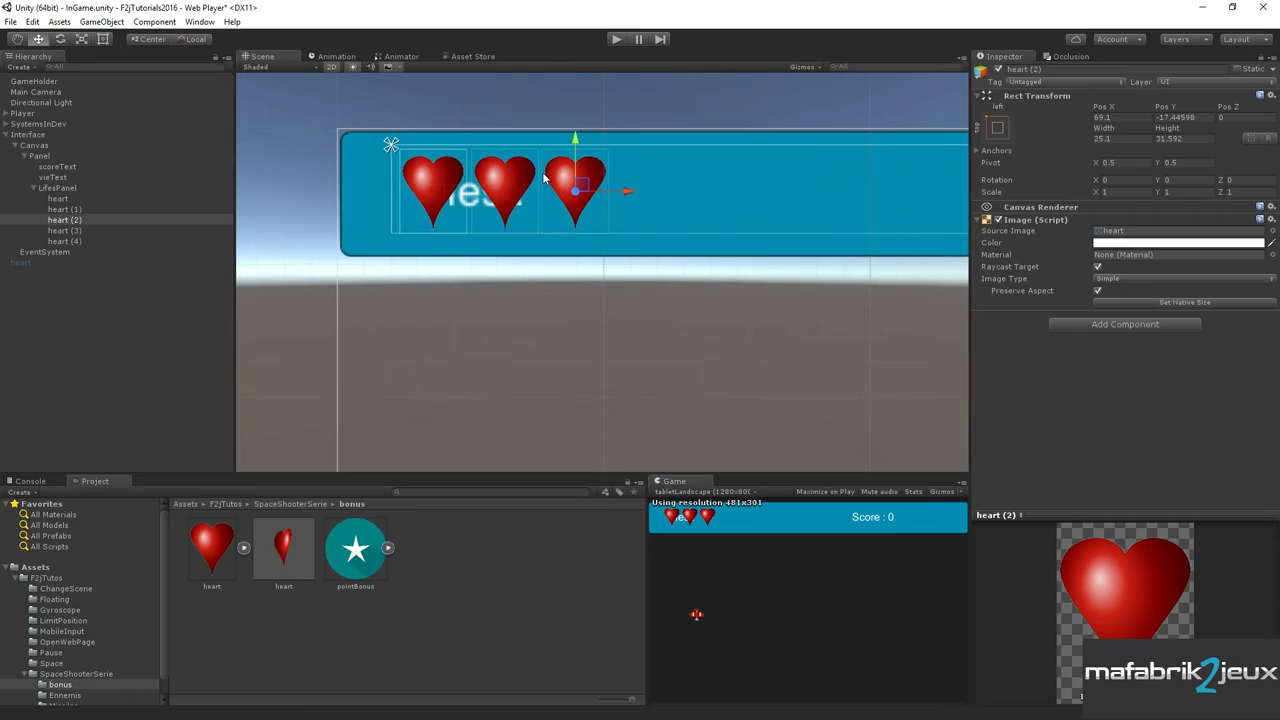 Unity (64bit) - InGame.unity - F2jTutorials2016 - Web Player* <DX11>
File Edit Assets GameObject Component Window Help
Center Local
Account Layers Layout
Hierarchy
Create All
GameHolder
Main Camera
Directional Light
Player
SystemsInDev
Interface
Canvas
Panel
scoreText
vieText
LifesPanel
heart
heart (1)
heart (2)
heart (3)
heart (4)
EventSystem
heart
Scene Animation Animator Asset Store
Shaded 2D Gizmos All
Inspector Occlusion
heart (2) Static
Tag Untagged Layer UI
Rect Transform
left
top
Pos X Pos Y Pos Z
69.1 -17.44598 0
Width Height
25.1 31.592
R
Anchors
Pivot X 0.5 Y 0.5
Rotation X 0 Y 0 Z 0
Scale X 1 Y 1 Z 1
Canvas Renderer
Image (Script)
Source Image heart
Color
Material None (Material)
Raycast Target
Image Type Simple
Preserve Aspect
Set Native Size
Add Component
Console Project
Create
Favorites
All Materials
All Models
All Prefabs
All Scripts
Assets
F2jTutos
ChangeScene
Floating
Gyroscope
LimitPosition
MobileInput
OpenWebPage
Pause
Space
SpaceShooterSerie
bonus
Ennemis
Assets F2jTutos SpaceShooterSerie bonus
heart heart pointBonus
Game
tabletLandscape (1280x800 Maximize on Play Mute audio Stats Gizmos
Using resolution 481x301
Score : 0
heart (2)
mafabrik2jeux